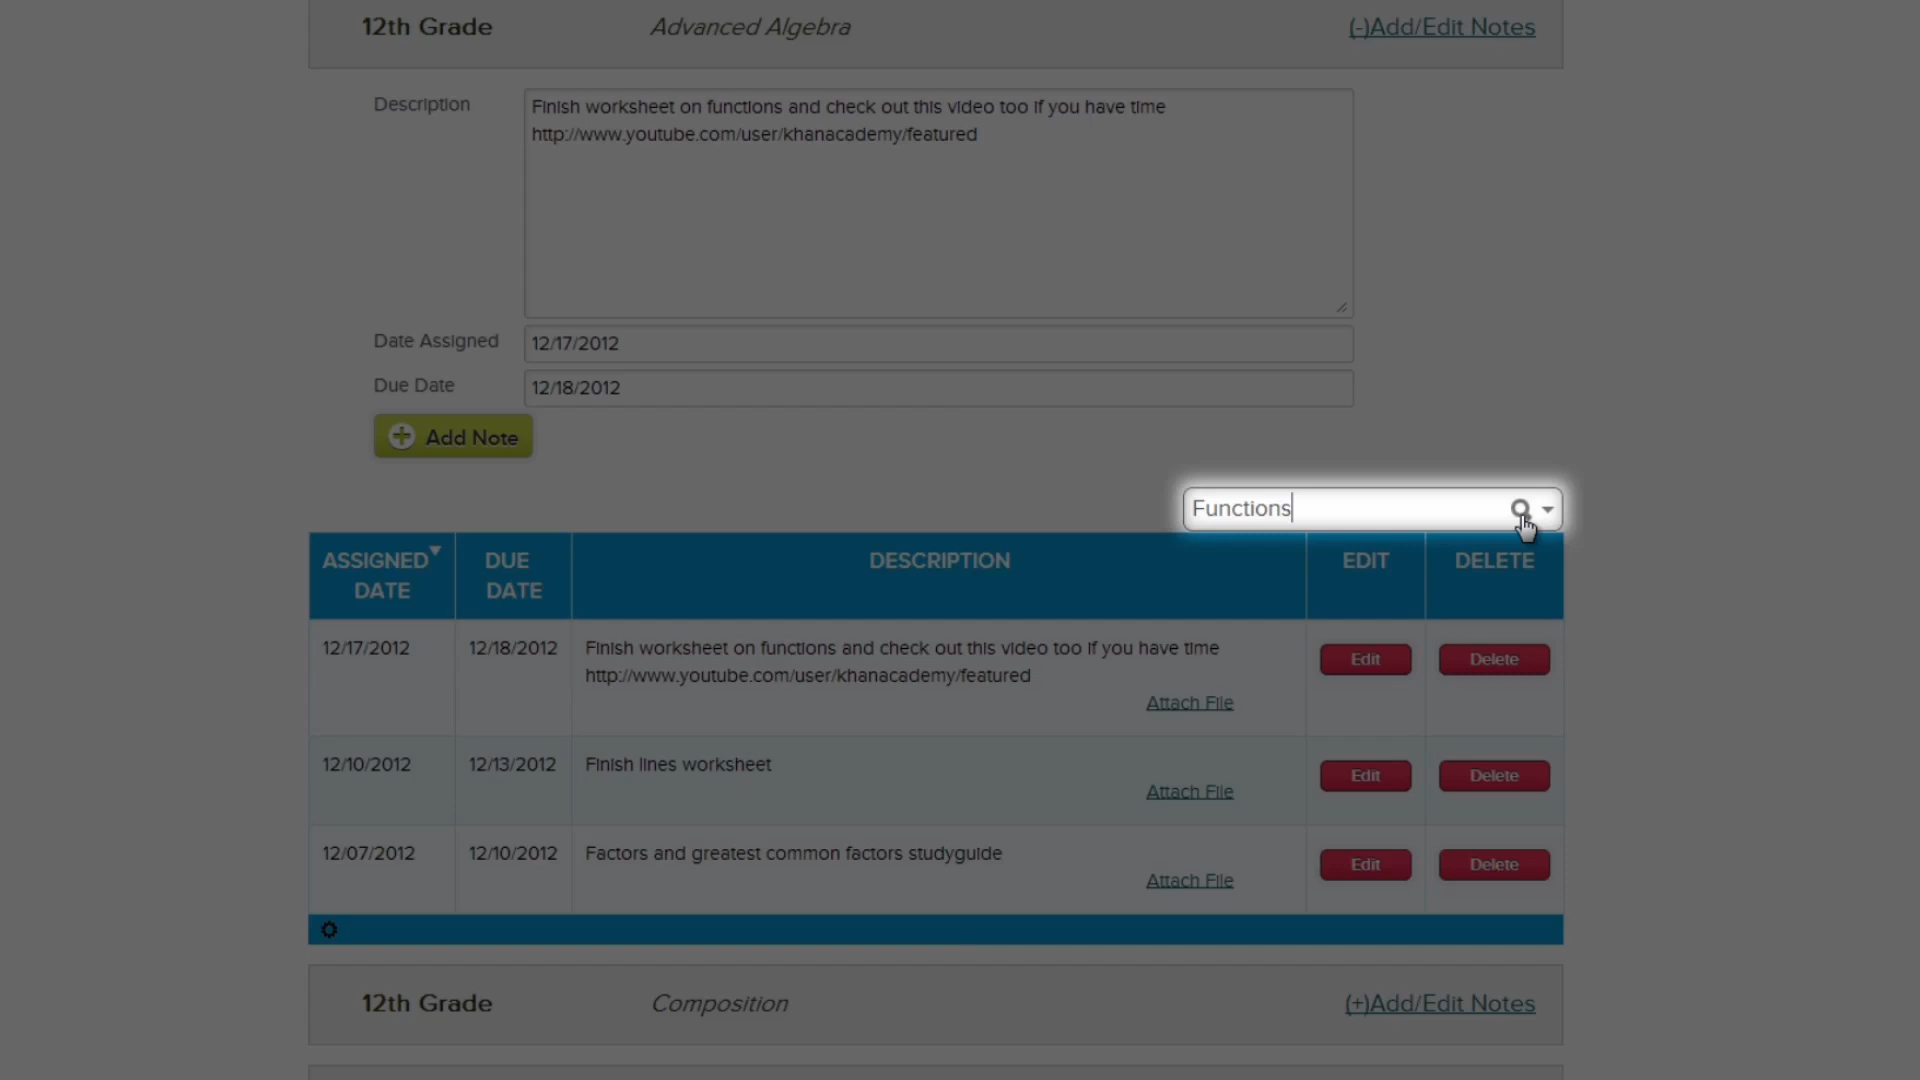 12th Grade Advanced Algebra (-)Add/Edit Notes
Description
Finish worksheet on functions and check out this video too if you have time
http://www.youtube.com/user/khanacademy/featured
Date Assigned 12/17/2012
Due Date 12/18/2012
Add Note
Functions
ASSIGNED DATE DUE DATE DESCRIPTION EDIT DELETE
12/17/2012 12/18/2012 Finish worksheet on functions and check out this video too if you have time Edit Delete
http://www.youtube.com/user/khanacademy/featured
Attach File
12/10/2012 12/13/2012 Finish lines worksheet Edit Delete
Attach File
12/07/2012 12/10/2012 Factors and greatest common factors studyguide Edit Delete
Attach File
12th Grade Composition (+)Add/Edit Notes